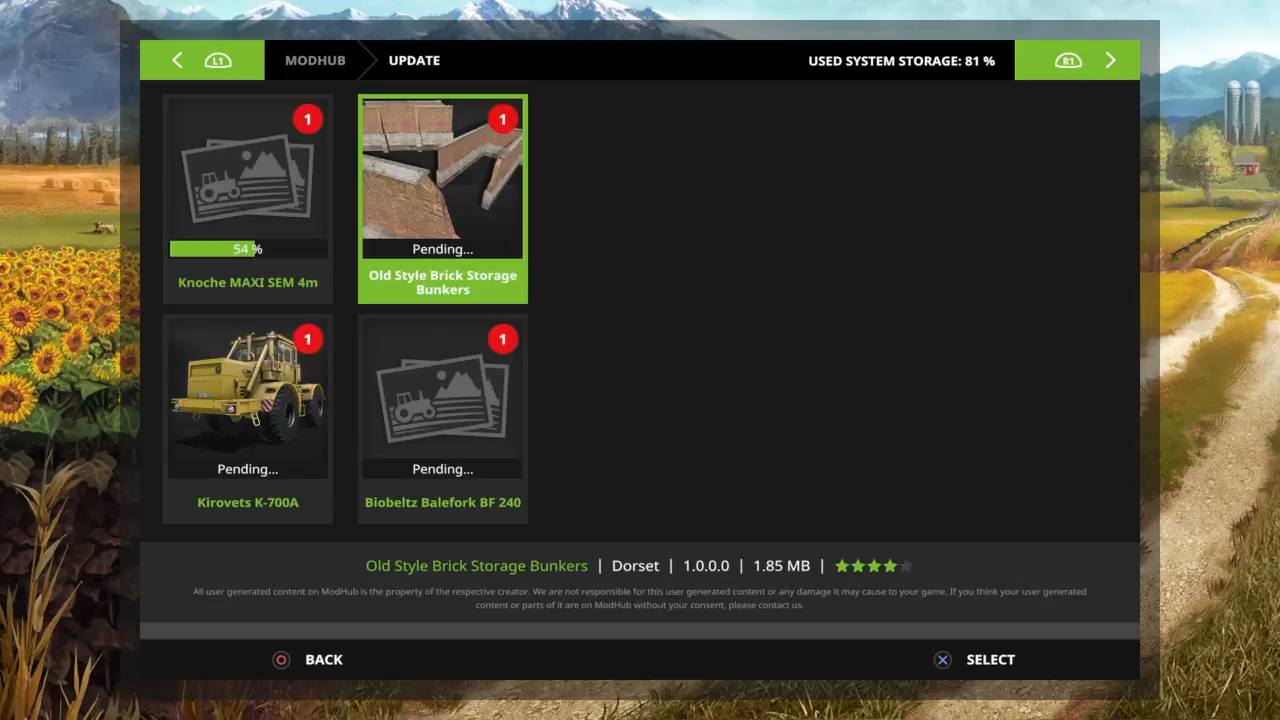 L1
MODHUB
UPDATE
USED SYSTEM STORAGE: 81 %
R1
1
54 %
Knoche MAXI SEM 4m
1
Pending...
Old Style Brick Storage
Bunkers
1
Pending...
Kirovets K-700A
1
Pending...
Biobeltz Balefork BF 240
Old Style Brick Storage Bunkers | Dorset | 1.0.0.0 | 1.85 MB |
All user generated content on ModHub is the property of the respective creator. We are not responsible for this user generated content or any damage it may cause to your game. If you think your user generated
content or parts of it are on ModHub without your consent, please contact us.
BACK
SELECT